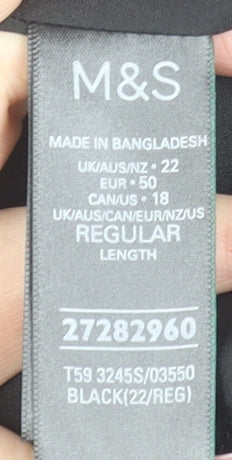 M&S
MADE IN BANGLADESH
UK/AUS/NZ • 22
EUR • 50
CAN/US • 18
UK/AUS/CAN/EUR/NZ/US
REGULAR
LENGTH
27282960
T59 3245S/03550
BLACK(22/REG)